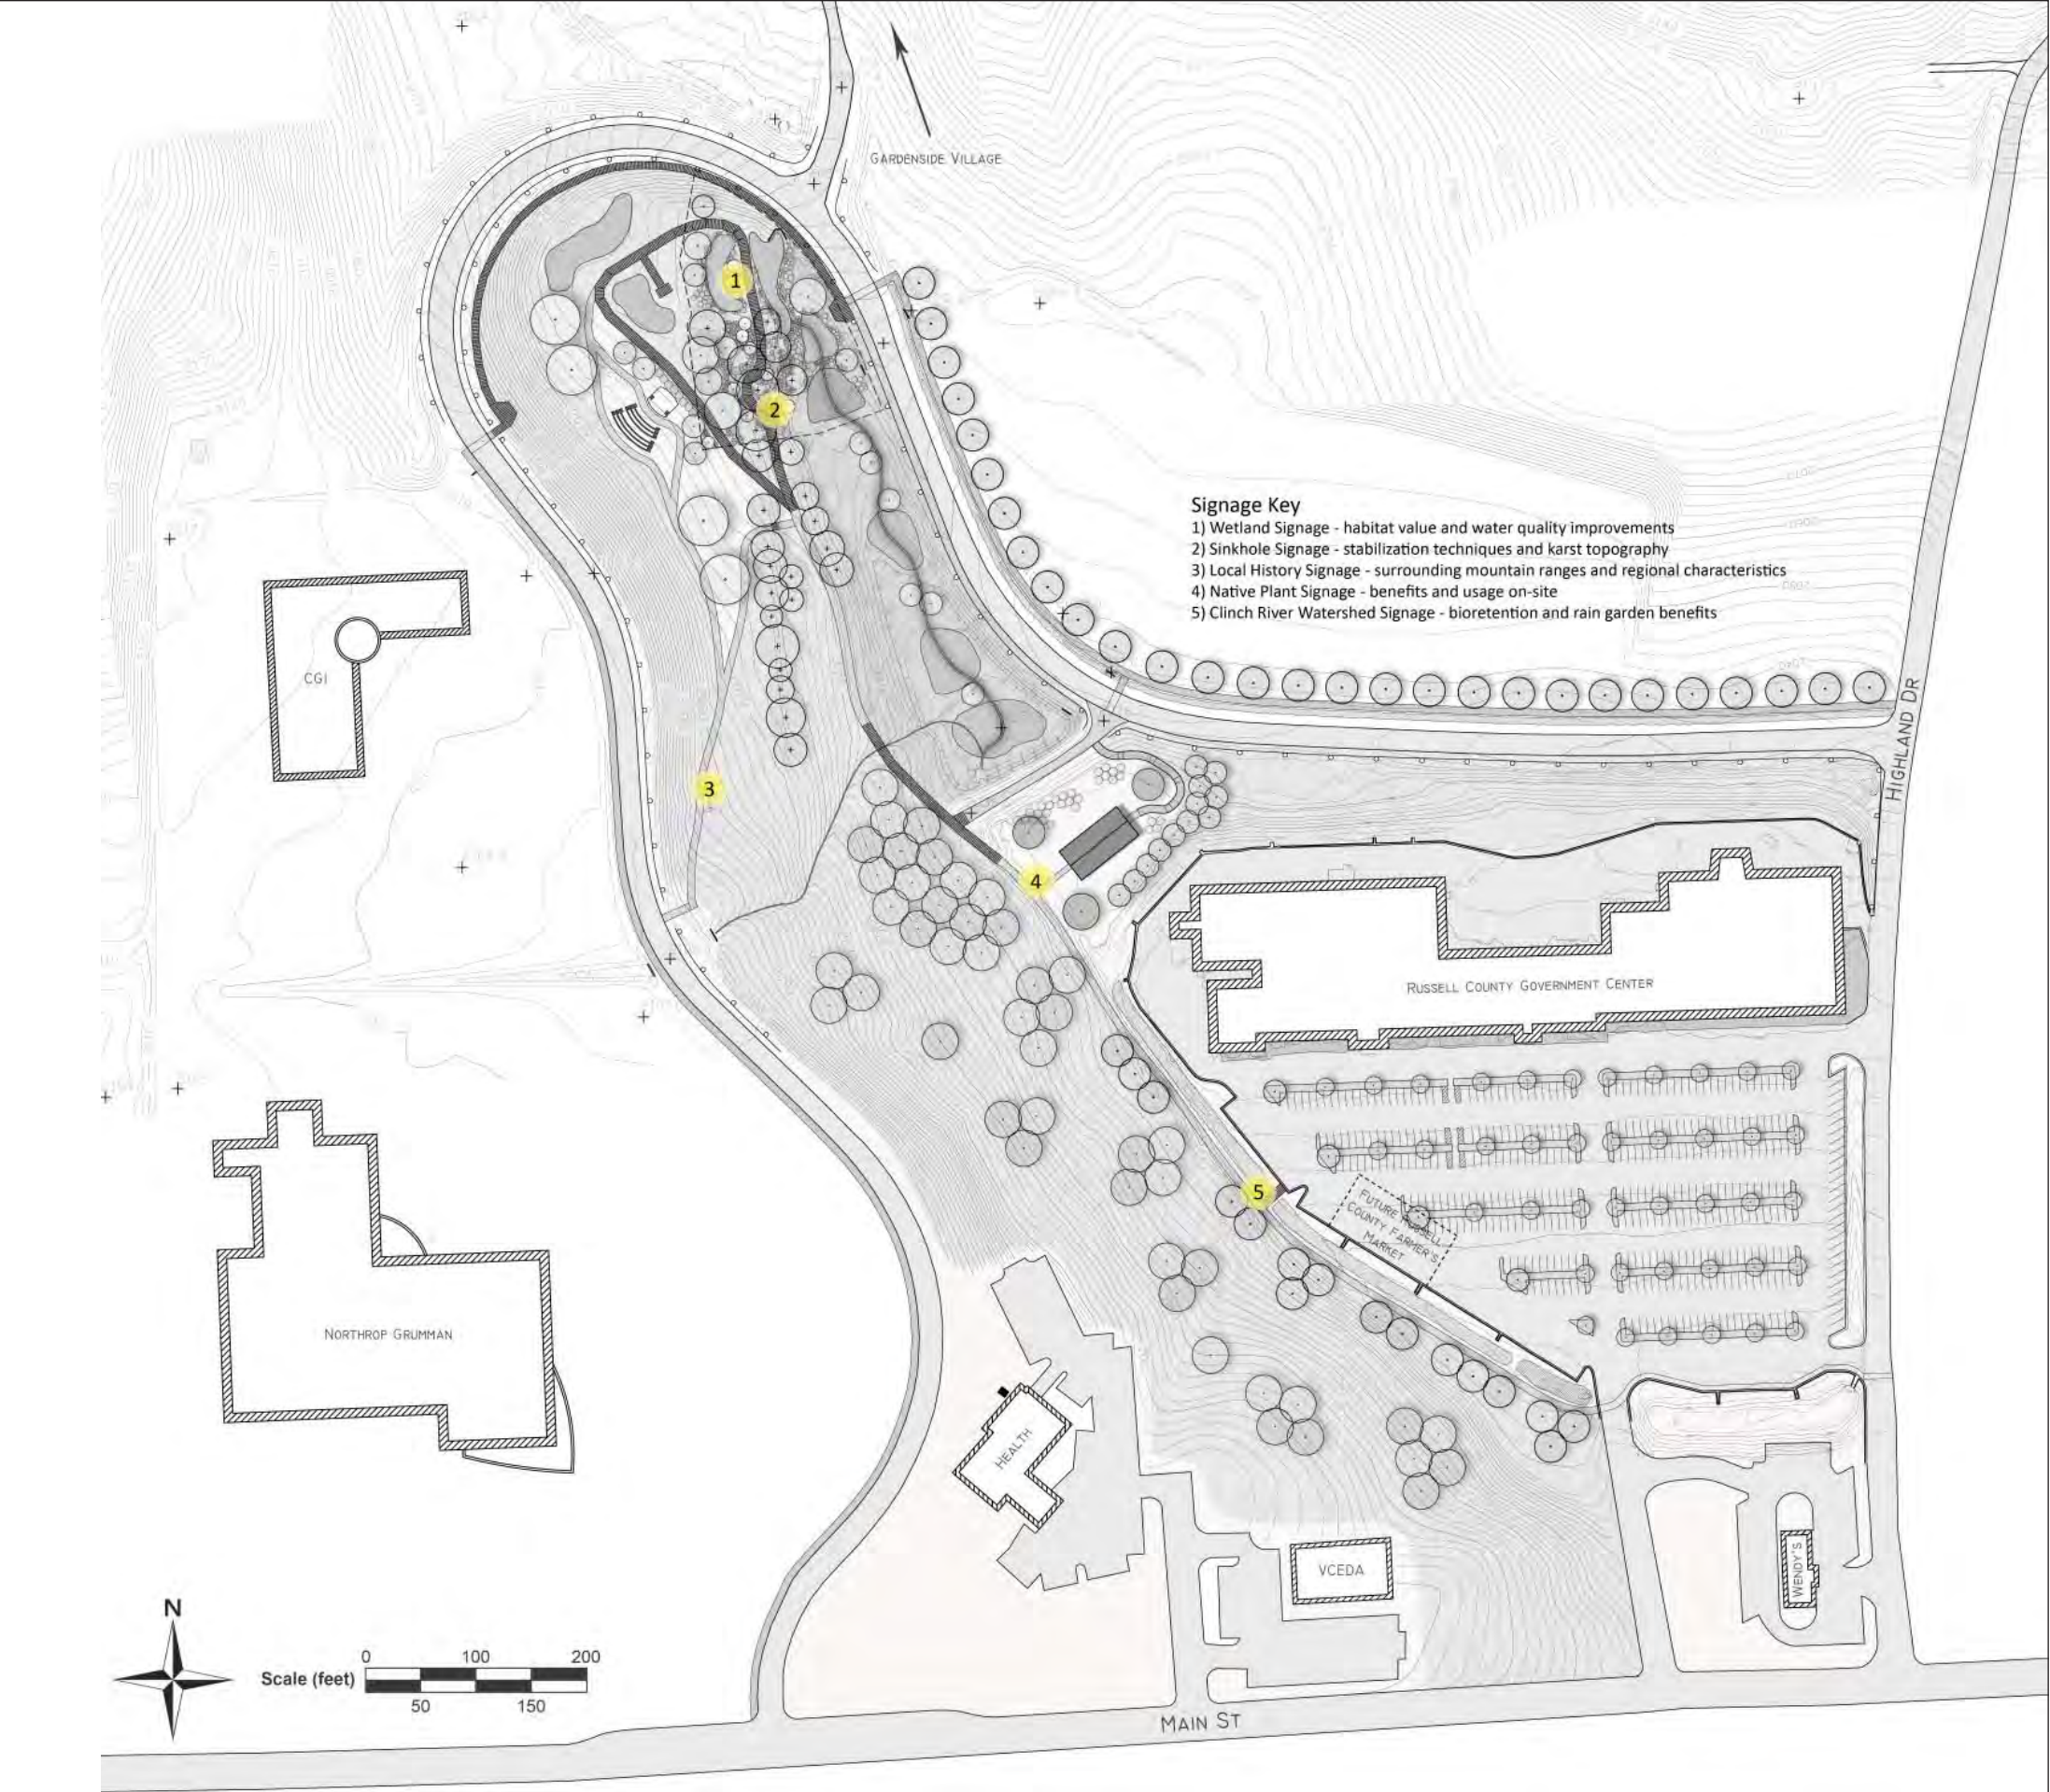 GARDENSIDE VILLAGE
1
2
Signage Key
1) Wetland Signage - habitat value and water quality improvements
2) Sinkhole Signage - stabilization techniques and karst topography
3) Local History Signage - surrounding mountain ranges and regional characteristics
4) Native Plant Signage - benefits and usage on-site
5) Clinch River Watershed Signage - bioretention and rain garden benefits
CGI
HIGHLAND DR
3
4
RUSSELL COUNTY GOVERNMENT CENTER
5
FUTURE RUSSELL
COUNTY FARMER'S
MARKET
NORTHROP GRUMMAN
HEALTH
VCEDA
WENDY'S
N
0 100 200
Scale (feet)
50 150
MAIN ST